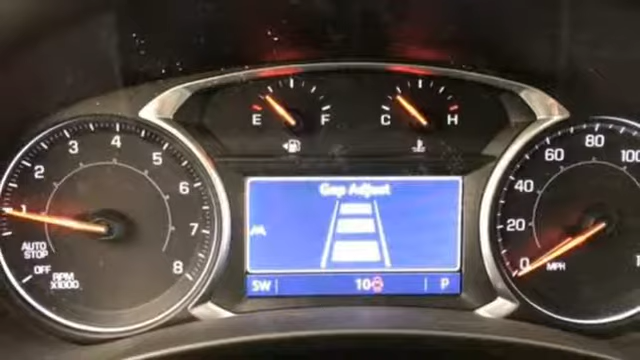 E F
C H
Gap Adjust
SW 10 P
1 2 3 4 5 6 7 8
AUTO
STOP
OFF
RPM
X1000
0 20 40 60 80 100
MPH